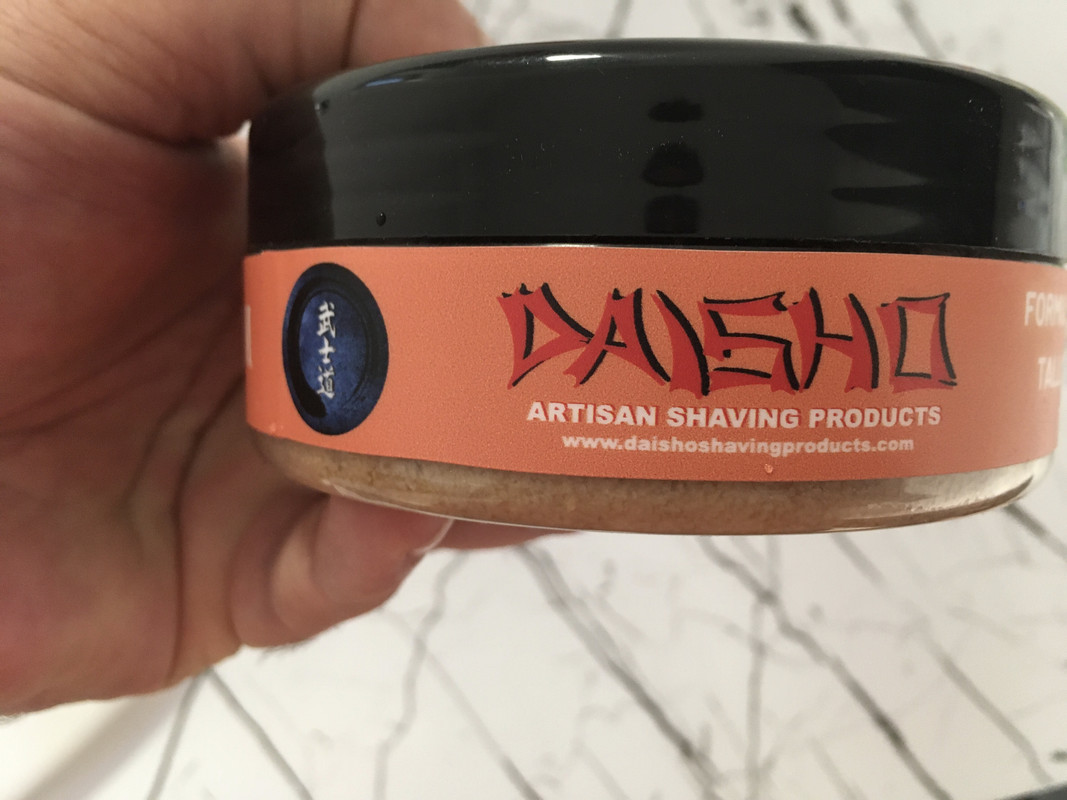 武士道
DAISHO
ARTISAN SHAVING PRODUCTS
www.daishoshavingproducts.com